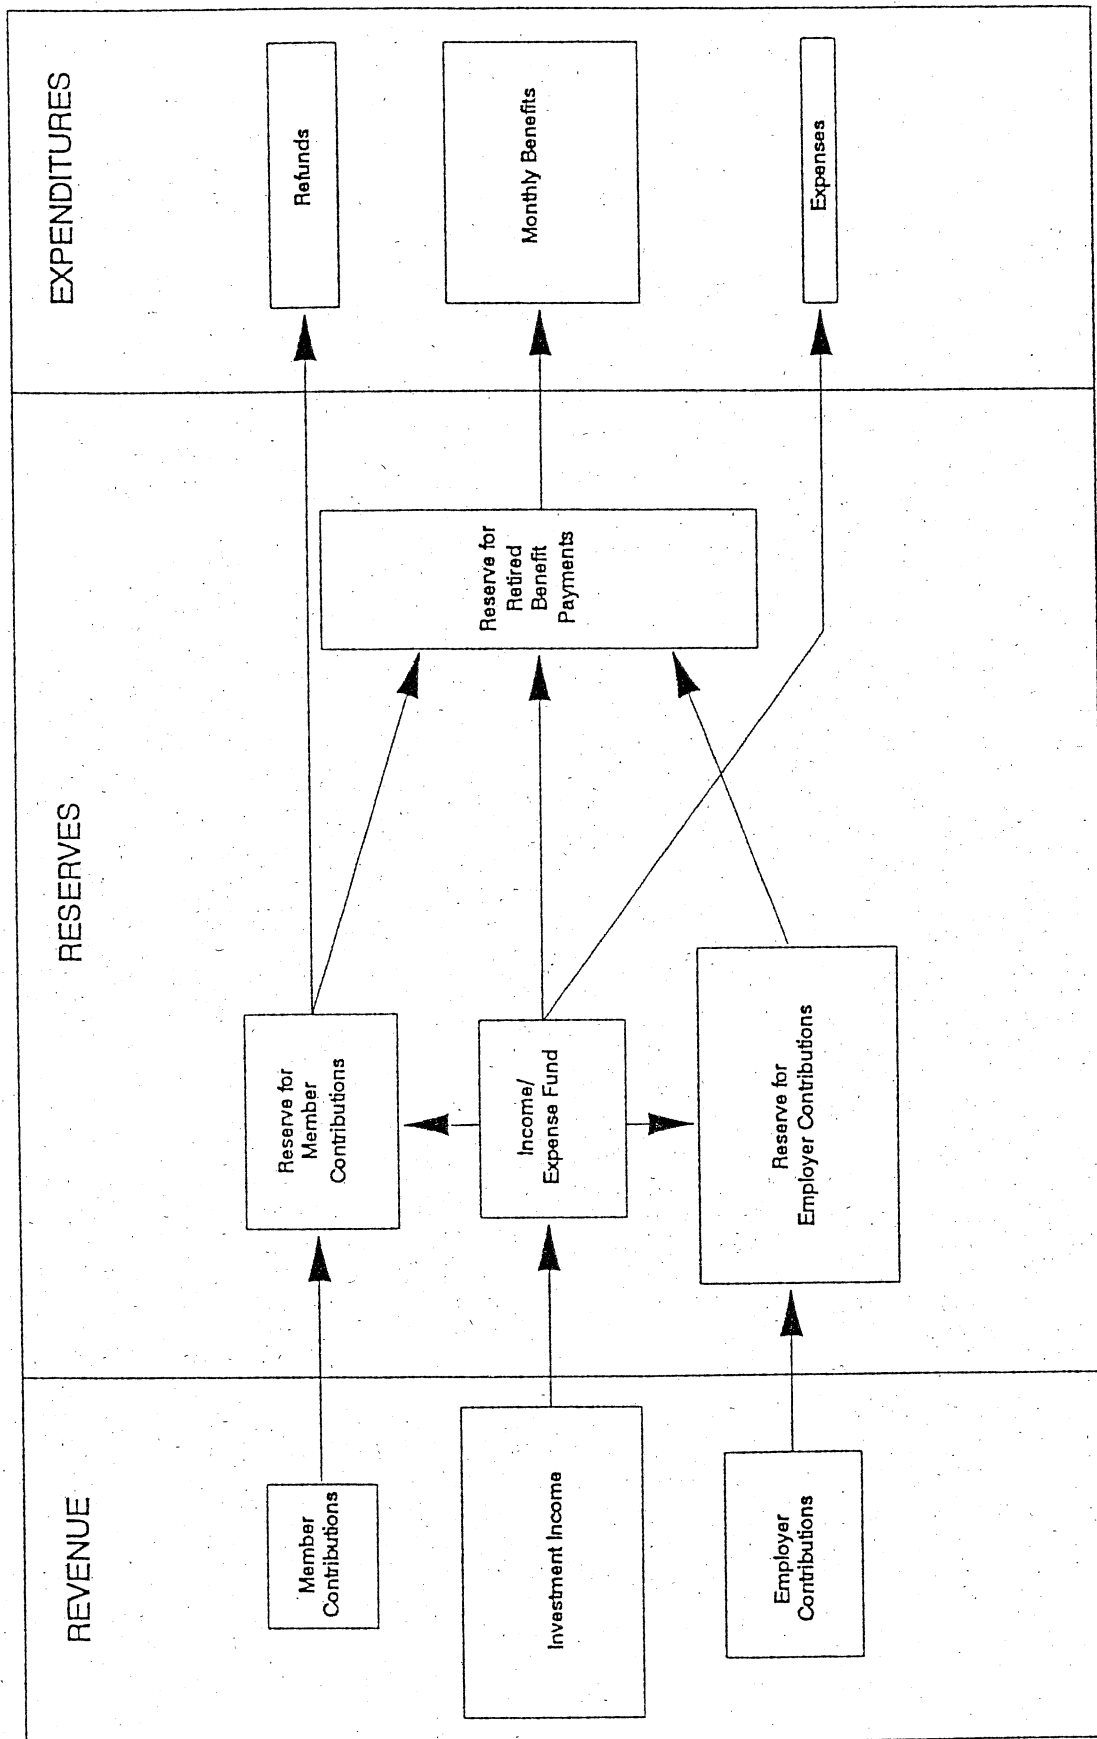 REVENUE
RESERVES
EXPENDITURES
Member
Contributions
Reserve for
Member
Contributions
Refunds
Investment Income
Income/
Expense Fund
Reserve for
Retired
Benefit
Payments
Monthly Benefits
Employer
Contributions
Reserve for
Employer Contributions
Expenses